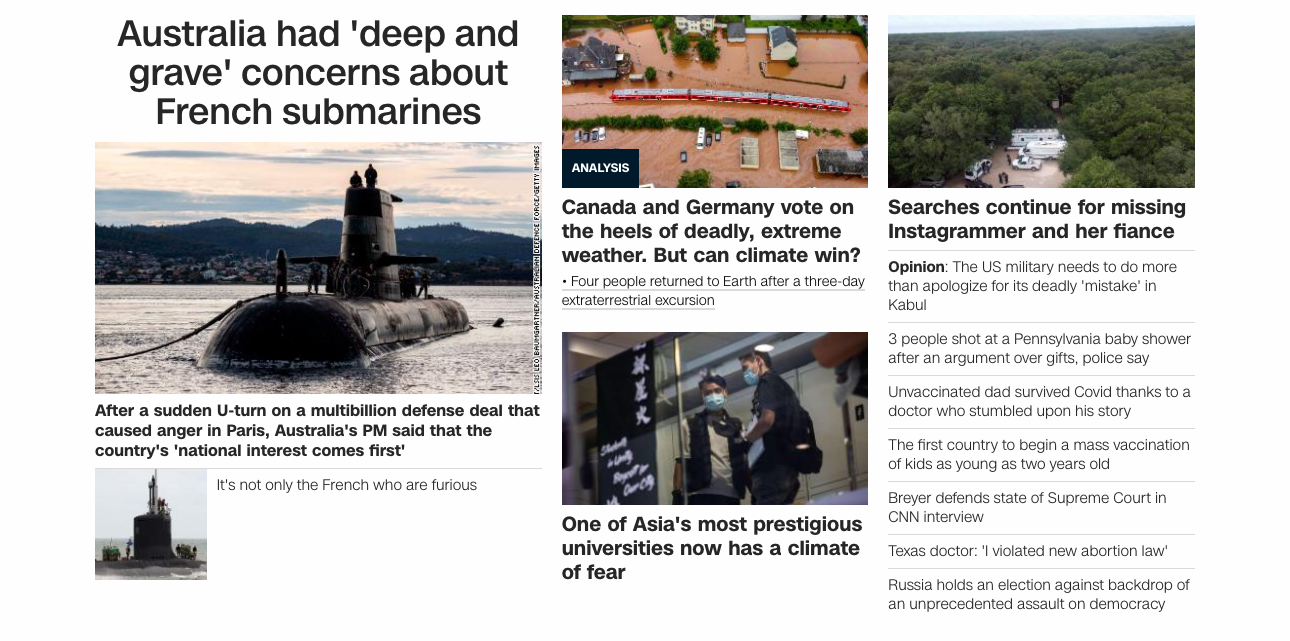 Australia had 'deep and
grave' concerns about
French submarines
After a sudden U-turn on a multibillion defense deal that
caused anger in Paris, Australia's PM said that the
country's 'national interest comes first'
It's not only the French who are furious
ANALYSIS
Canada and Germany vote on
the heels of deadly, extreme
weather. But can climate win?
• Four people returned to Earth after a three-day
extraterrestrial excursion
One of Asia's most prestigious
universities now has a climate
of fear
Searches continue for missing
Instagrammer and her fiance
Opinion: The US military needs to do more
than apologize for its deadly 'mistake' in
Kabul
3 people shot at a Pennsylvania baby shower
after an argument over gifts, police say
Unvaccinated dad survived Covid thanks to a
doctor who stumbled upon his story
The first country to begin a mass vaccination
of kids as young as two years old
Breyer defends state of Supreme Court in
CNN interview
Texas doctor: 'I violated new abortion law'
Russia holds an election against backdrop of
an unprecedented assault on democracy
LEO BAUMGARTNER/AUSTRALIAN DEFENCE FORCE/GETTY IMAGES